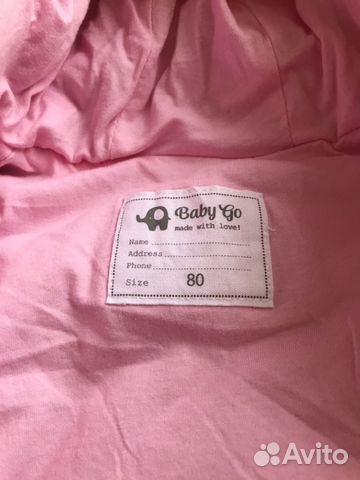 Baby Go
made with love!
Name
Address
Phone
Size 80
Avito